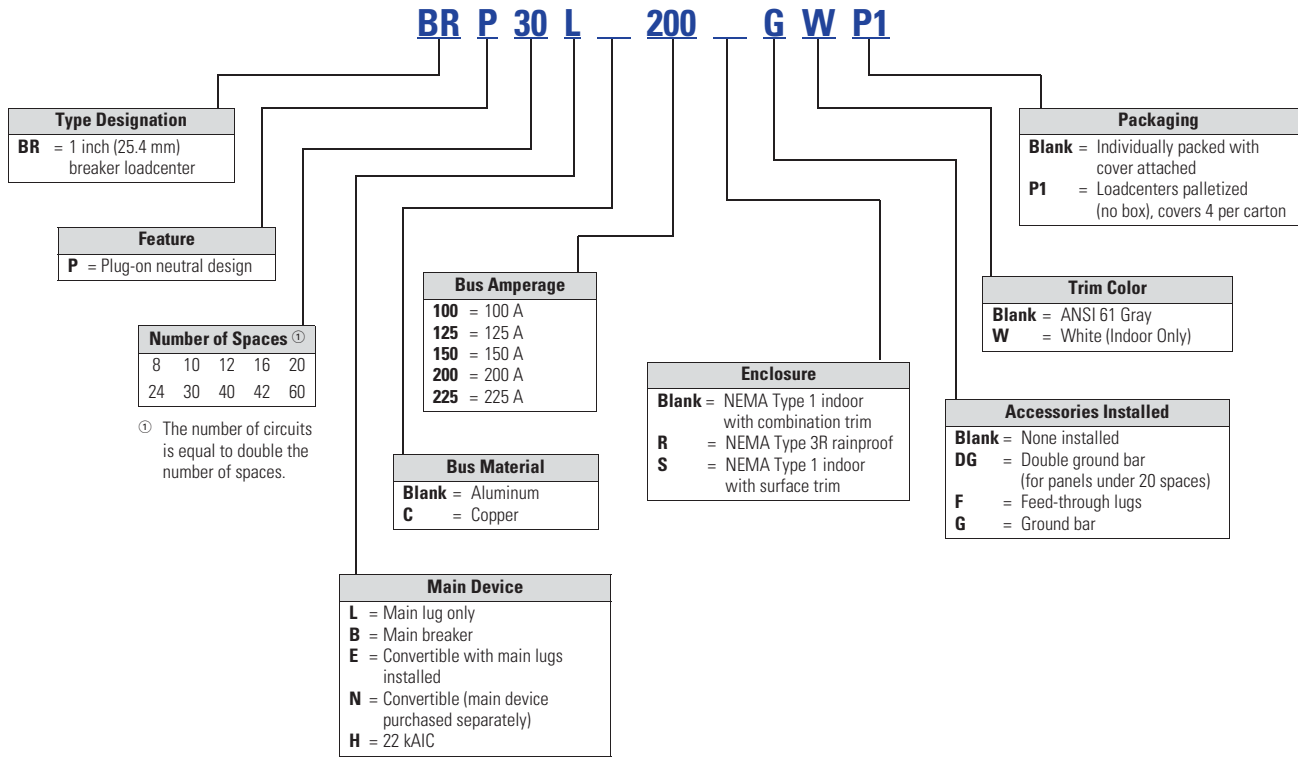 BR P 30 L __ 200 __ G W P1
Type Designation
BR = 1 inch (25.4 mm)
breaker loadcenter
Feature
P = Plug-on neutral design
Number of Spaces ①
8 10 12 16 20
24 30 40 42 60
① The number of circuits
is equal to double the
number of spaces.
Main Device
L = Main lug only
B = Main breaker
E = Convertible with main lugs
installed
N = Convertible (main device
purchased separately)
H = 22 kAIC
Bus Material
Blank = Aluminum
C = Copper
Bus Amperage
100 = 100 A
125 = 125 A
150 = 150 A
200 = 200 A
225 = 225 A
Enclosure
Blank = NEMA Type 1 indoor
with combination trim
R = NEMA Type 3R rainproof
S = NEMA Type 1 indoor
with surface trim
Accessories Installed
Blank = None installed
DG = Double ground bar
(for panels under 20 spaces)
F = Feed-through lugs
G = Ground bar
Trim Color
Blank = ANSI 61 Gray
W = White (Indoor Only)
Packaging
Blank = Individually packed with
cover attached
P1 = Loadcenters palletized
(no box), covers 4 per carton